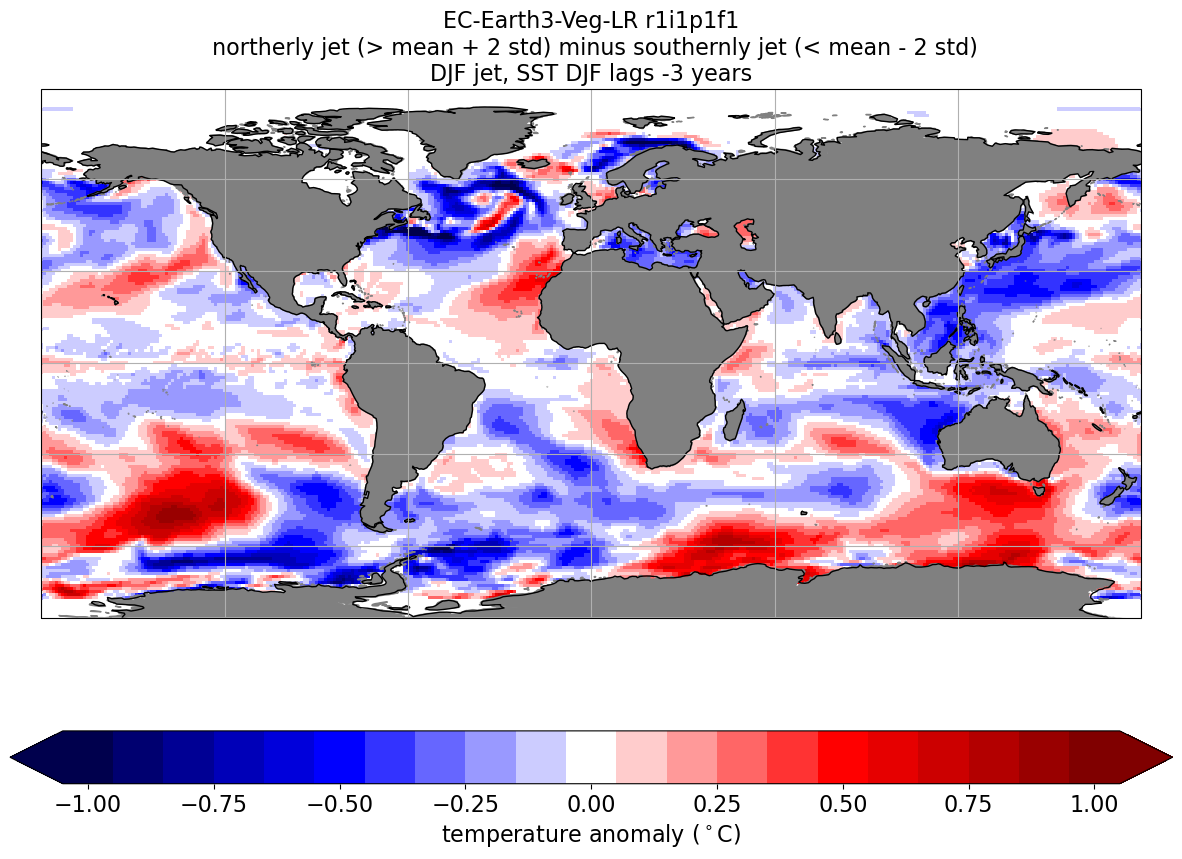 EC-Earth3-Veg-LR r1i1p1f1
northerly jet (> mean + 2 std) minus southernly jet (< mean - 2 std)
DJF jet, SST DJF lags -3 years
−1.00 −0.75 −0.50 −0.25 0.00 0.25 0.50 0.75 1.00
temperature anomaly (°C)